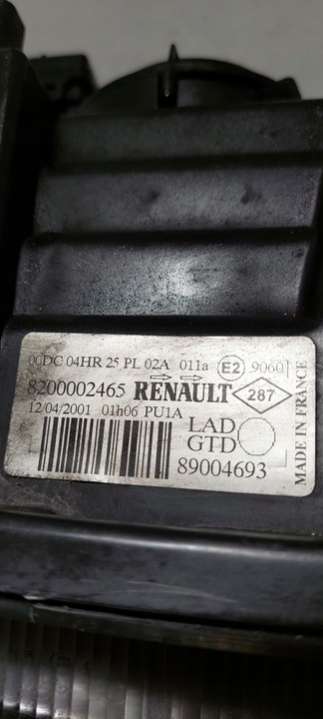 00DC 04HR 25 PL 02A 011a E2 9060
8200002465 RENAULT 287
12/04/2001 01h06 PU1A
LAD
GTD
89004693
MADE IN FRANCE